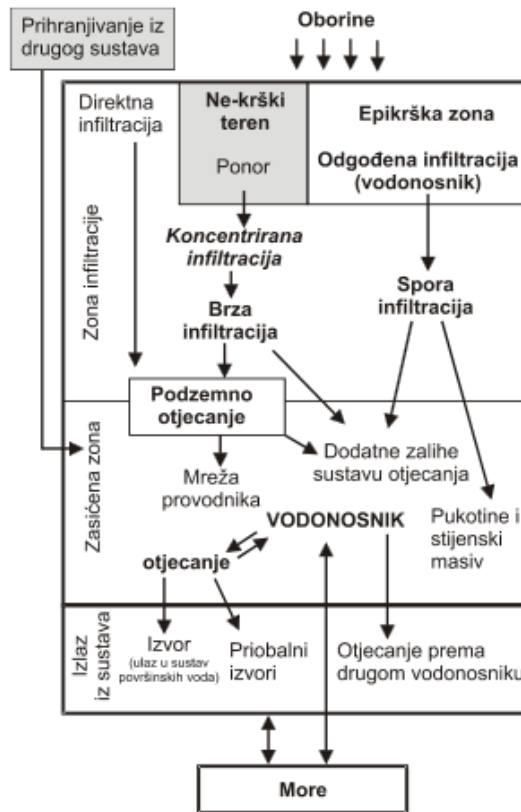 Prihranjivanje iz
drugog sustava
Oborine
Direktna
infiltracija
Ne-krški
teren
Ponor
Epikrška zona
Odgođena infiltracija
(vodonosnik)
Zona infiltracije
Koncentrirana
infiltracija
Brza
infiltracija
Spora
infiltracija
Podzemno
otjecanje
Zasićena zona
Dodatne zalihe
sustavu otjecanja
Mreža
provodnika
VODONOSNIK
Pukotine i
stijenski
masiv
otjecanje
Izlaz
iz sustava
Izvor
(ulaz u sustav
površinskih voda)
Priobalni
izvori
Otjecanje prema
drugom vodonosniku
More